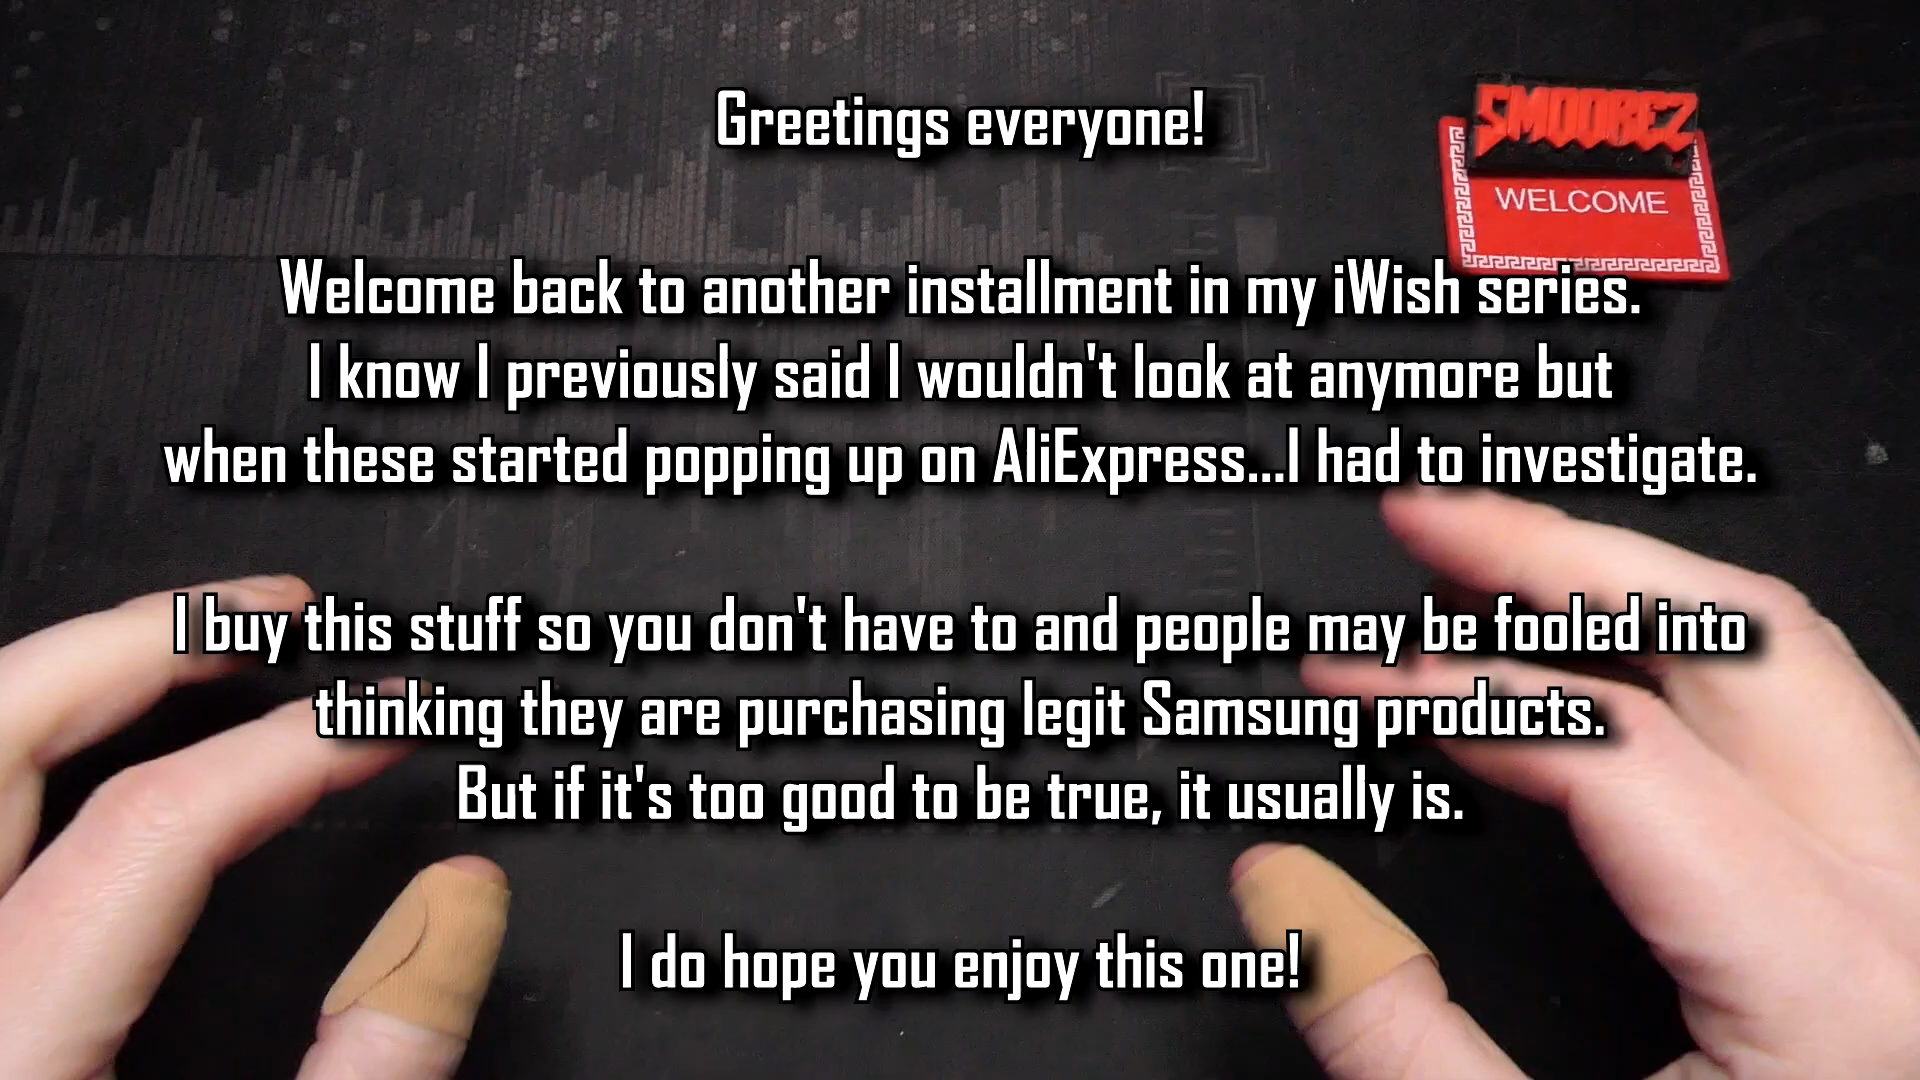 Greetings everyone!
SMOOREZ
WELCOME
Welcome back to another installment in my iWish series.
I know I previously said I wouldn't look at anymore but
when these started popping up on AliExpress...I had to investigate.
I buy this stuff so you don't have to and people may be fooled into
thinking they are purchasing legit Samsung products.
But if it's too good to be true, it usually is.
I do hope you enjoy this one!